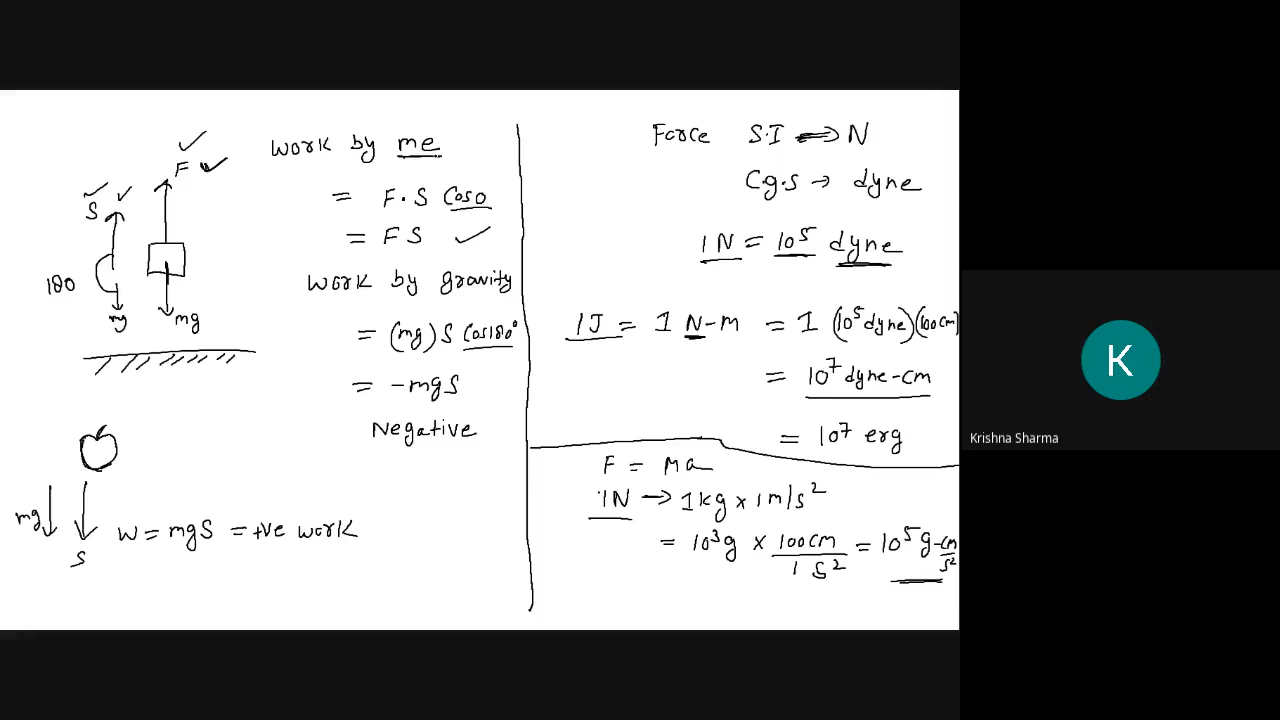 Work by me
= F·S Cos0
= FS
Work by gravity
= (mg) S Cos180°
= -mgS
Negative
F
S
180
mg
mg
mg
S
W = mgS = +ve work
Force S.I ⟹ N
C.g.s → dyne
1N = 10⁵ dyne
1J = 1 N-m = 1 (10⁵ dyne)(100cm)
= 10⁷ dyne-cm
= 10⁷ erg
F = Ma
1N → 1kg x 1m/s²
= 10³g x 100cm/1 S² = 10⁵ g-cm/s²
K
Krishna Sharma